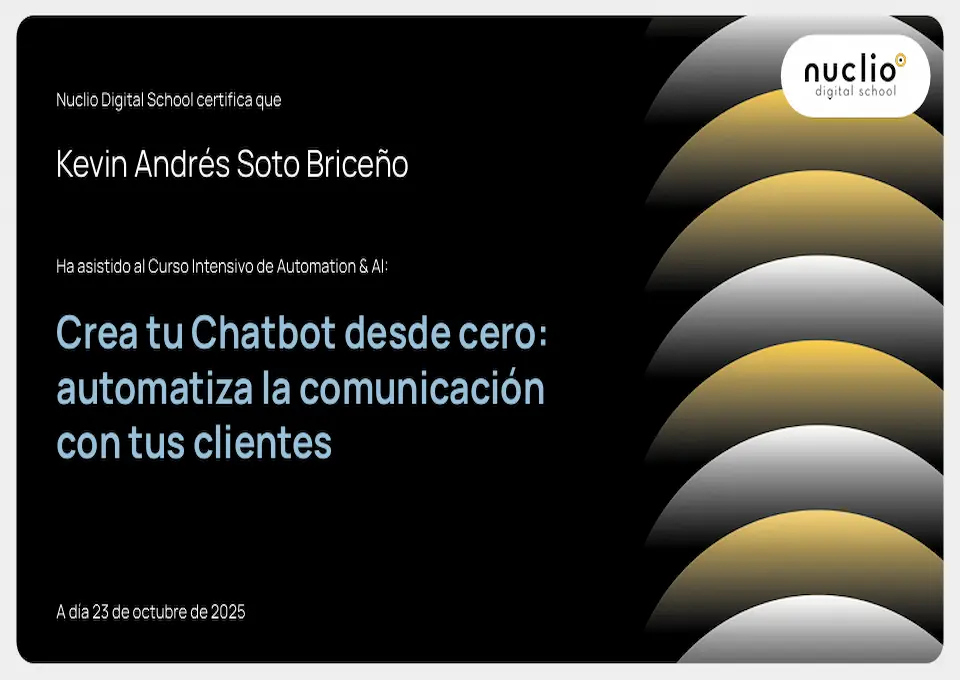 nuclio
digital school
Nuclio Digital School certifica que
Kevin Andrés Soto Briceño
Ha asistido al Curso Intensivo de Automation & AI:
Crea tu Chatbot desde cero:
automatiza la comunicación
con tus clientes
A día 23 de octubre de 2025